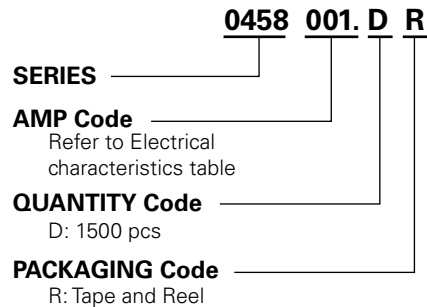 0458 001. D R
SERIES
AMP Code
Refer to Electrical
characteristics table
QUANTITY Code
D: 1500 pcs
PACKAGING Code
R: Tape and Reel